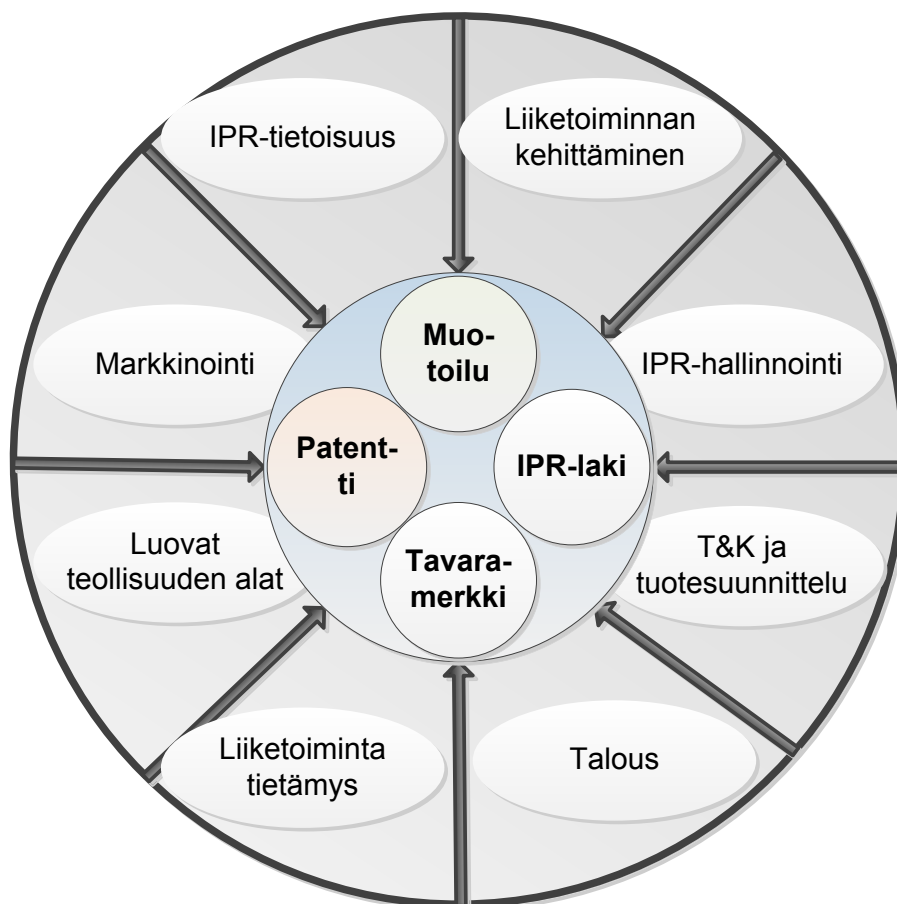 IPR-tietoisuus
Liiketoiminnan
kehittäminen
Markkinointi
Muo-
toilu
IPR-hallinnointi
Patent-
ti
IPR-laki
Luovat
teollisuuden alat
Tavara-
merkki
T&K ja
tuotesuunnittelu
Liiketoiminta
tietämys
Talous